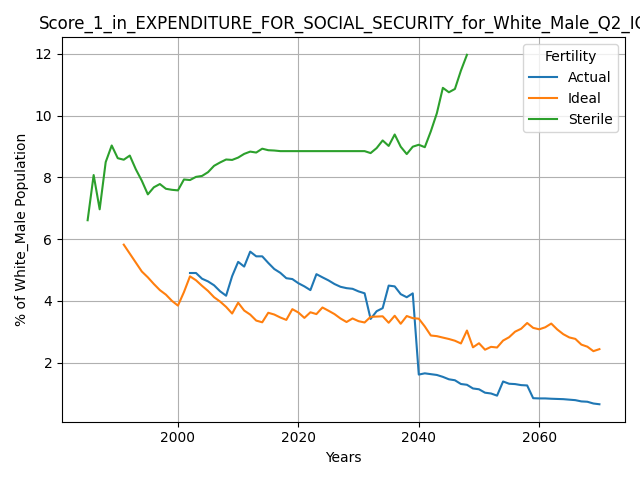 Score_1_in_EXPENDITURE_FOR_SOCIAL_SECURITY_for_White_Male_Q2_IQ
Fertility
Actual
Ideal
Sterile
% of White_Male Population
12
10
8
6
4
2
2000
2020
2040
2060
Years